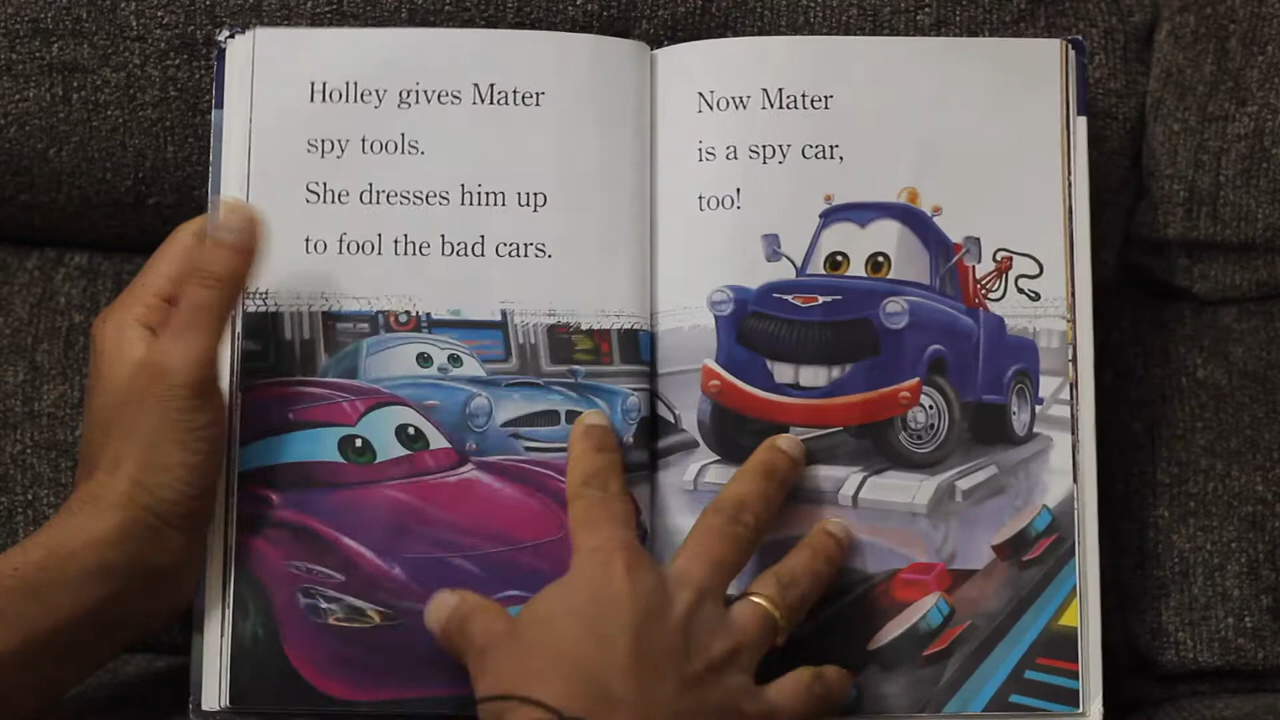 Holley gives Mater
spy tools.
She dresses him up
to fool the bad cars.
Now Mater
is a spy car,
too!